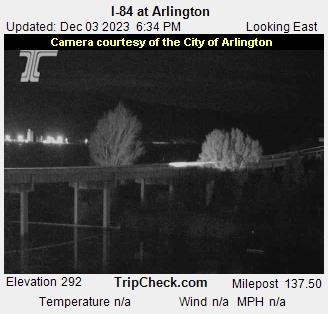 I-84 at Arlington
Updated: Dec 03 2023 6:34 PM Looking East
Camera courtesy of the City of Arlington
Elevation 292 TripCheck.com Milepost 137.50
Temperature n/a Wind n/a MPH n/a